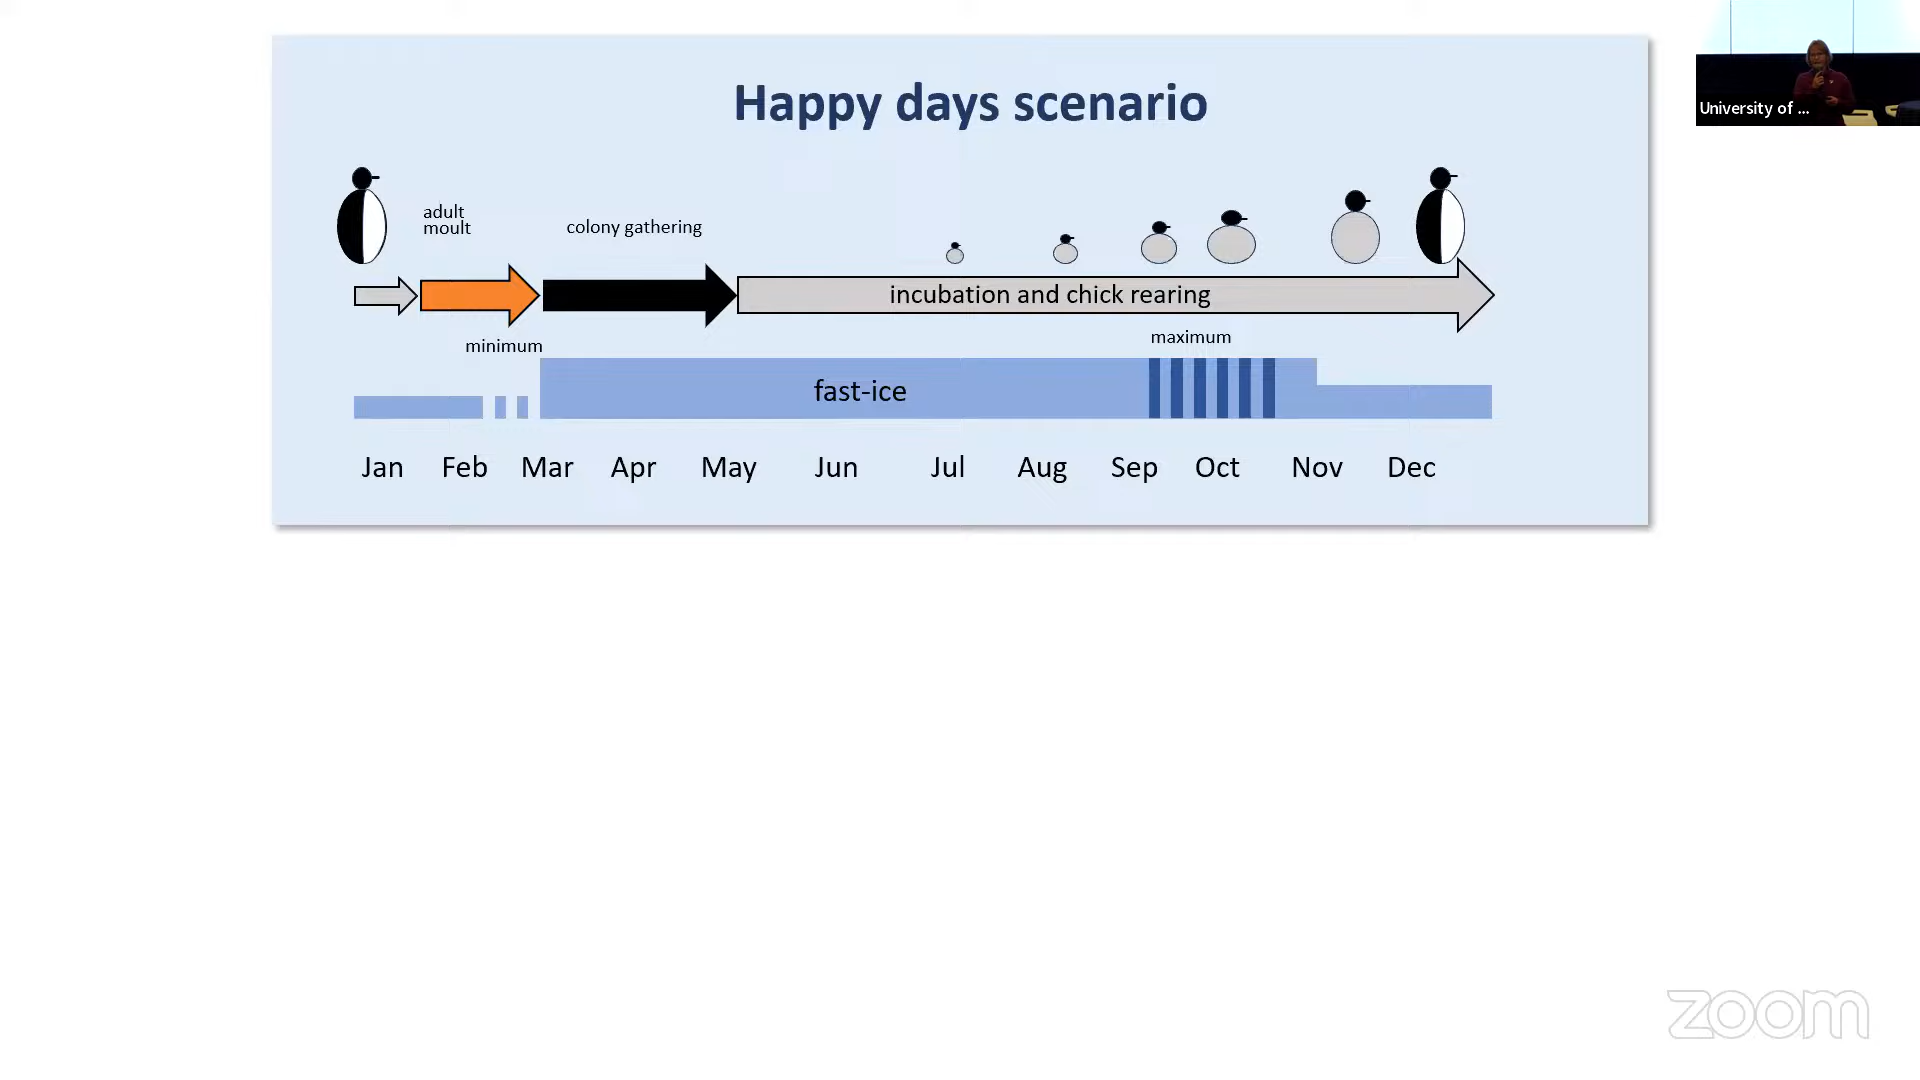 Happy days scenario
University of ...
adult
moult
colony gathering
incubation and chick rearing
minimum
maximum
fast-ice
Jan Feb Mar Apr May Jun Jul Aug Sep Oct Nov Dec
zoom